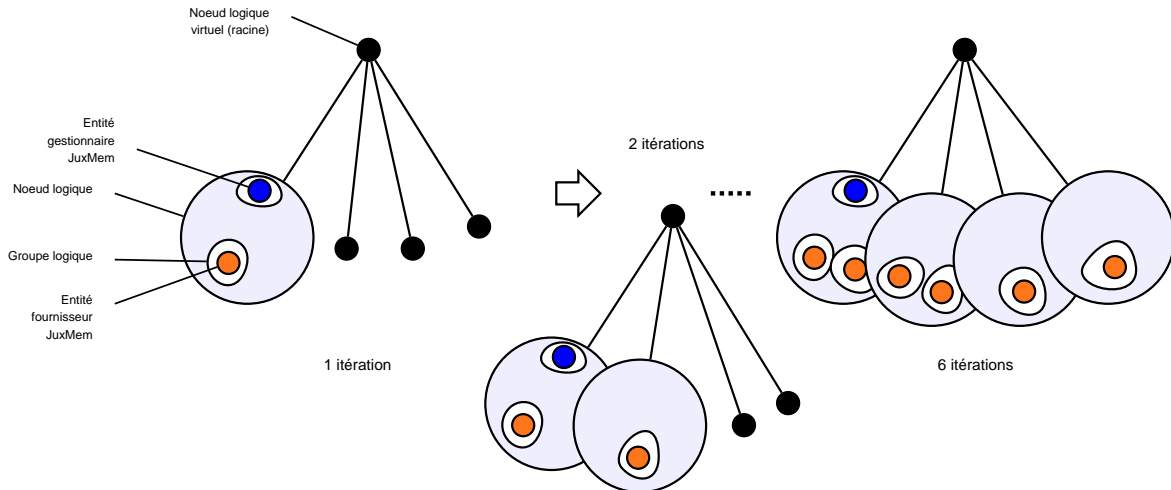 Noeud logique
virtuel (racine)
Entité
gestionnaire
JuxMem
Noeud logique
Groupe logique
Entité
fournisseur
JuxMem
1 itération
2 itérations
6 itérations